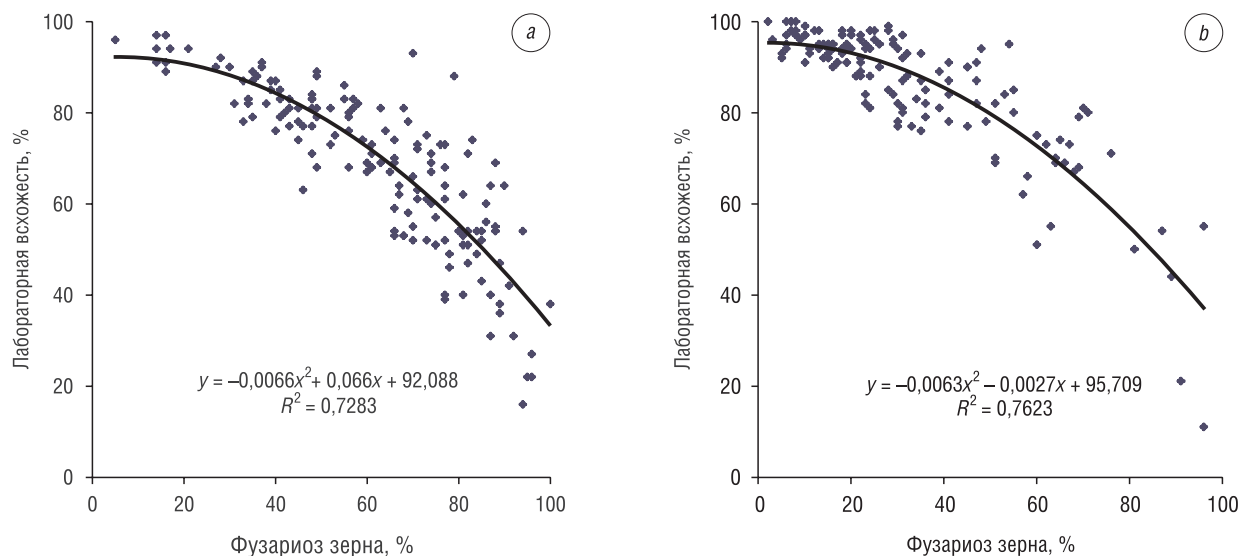 a
Лабораторная всхожесть, %
100
80
60
40
20
0
y = –0,0066x² + 0,066x + 92,088
R² = 0,7283
0 20 40 60 80 100
Фузариоз зерна, %
b
Лабораторная всхожесть, %
100
80
60
40
20
0
y = –0,0063x² – 0,0027x + 95,709
R² = 0,7623
0 20 40 60 80 100
Фузариоз зерна, %